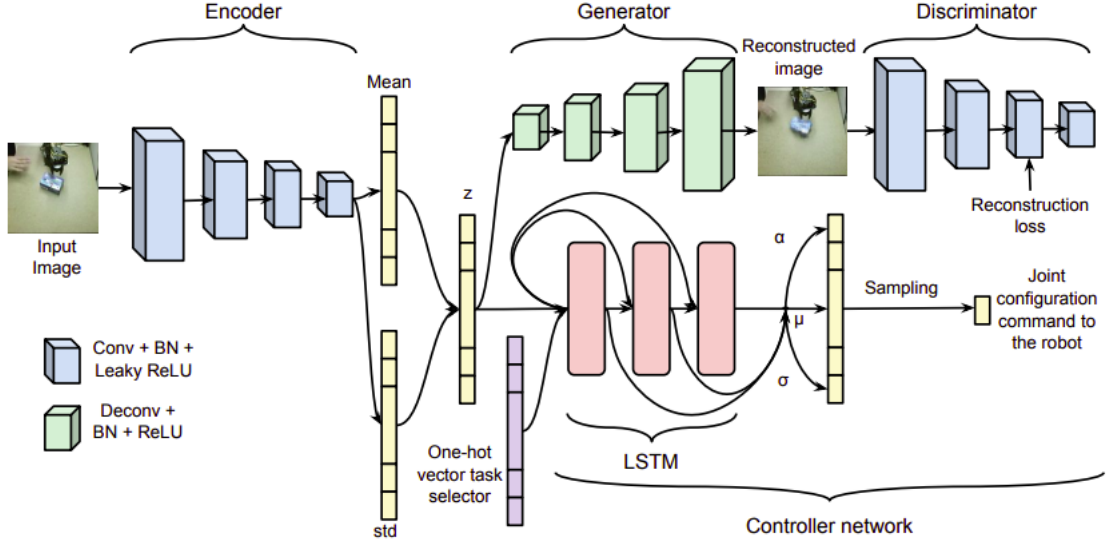 Encoder
Generator
Discriminator
Mean
Reconstructed
image
Input
Image
z
Reconstruction
loss
α
μ
σ
Sampling
Joint
configuration
command to
the robot
Conv + BN +
Leaky ReLU
Deconv +
BN + ReLU
One-hot
vector task
selector
std
LSTM
Controller network